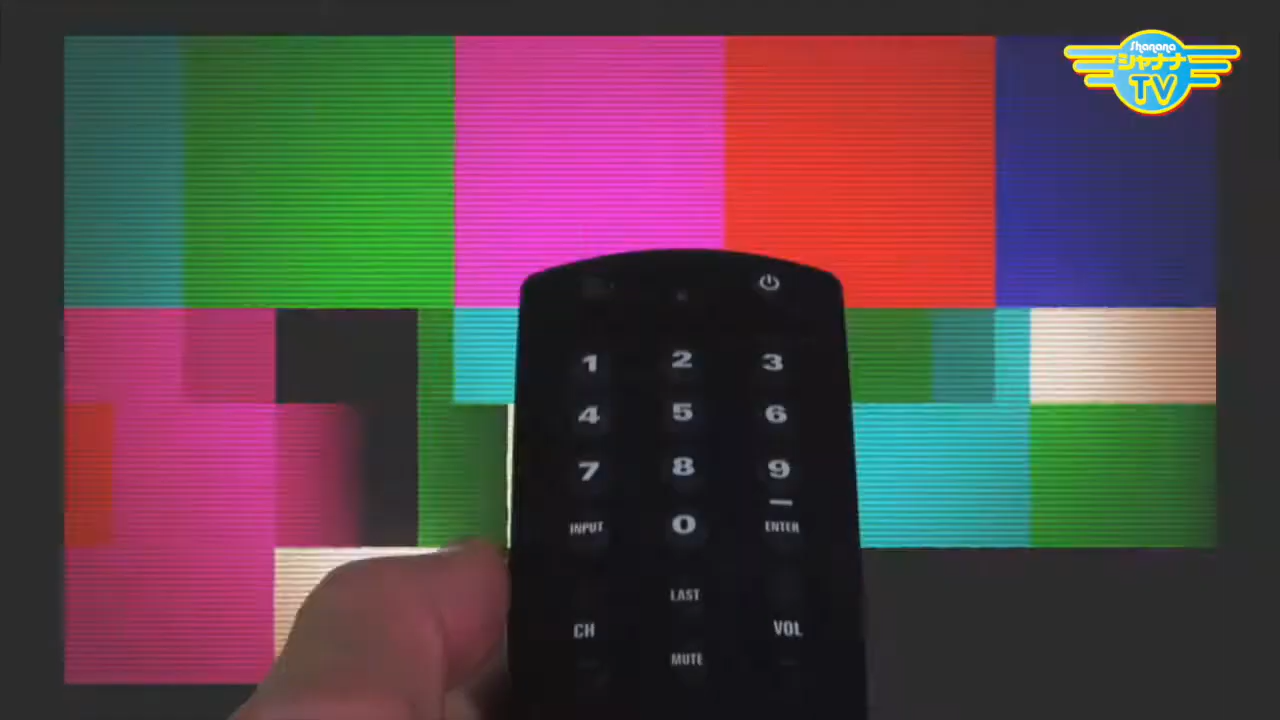 Shanana
シャナナ
TV
1 2 3
4 5 6
7 8 9
INPUT 0 ENTER
LAST
CH VOL
MUTE